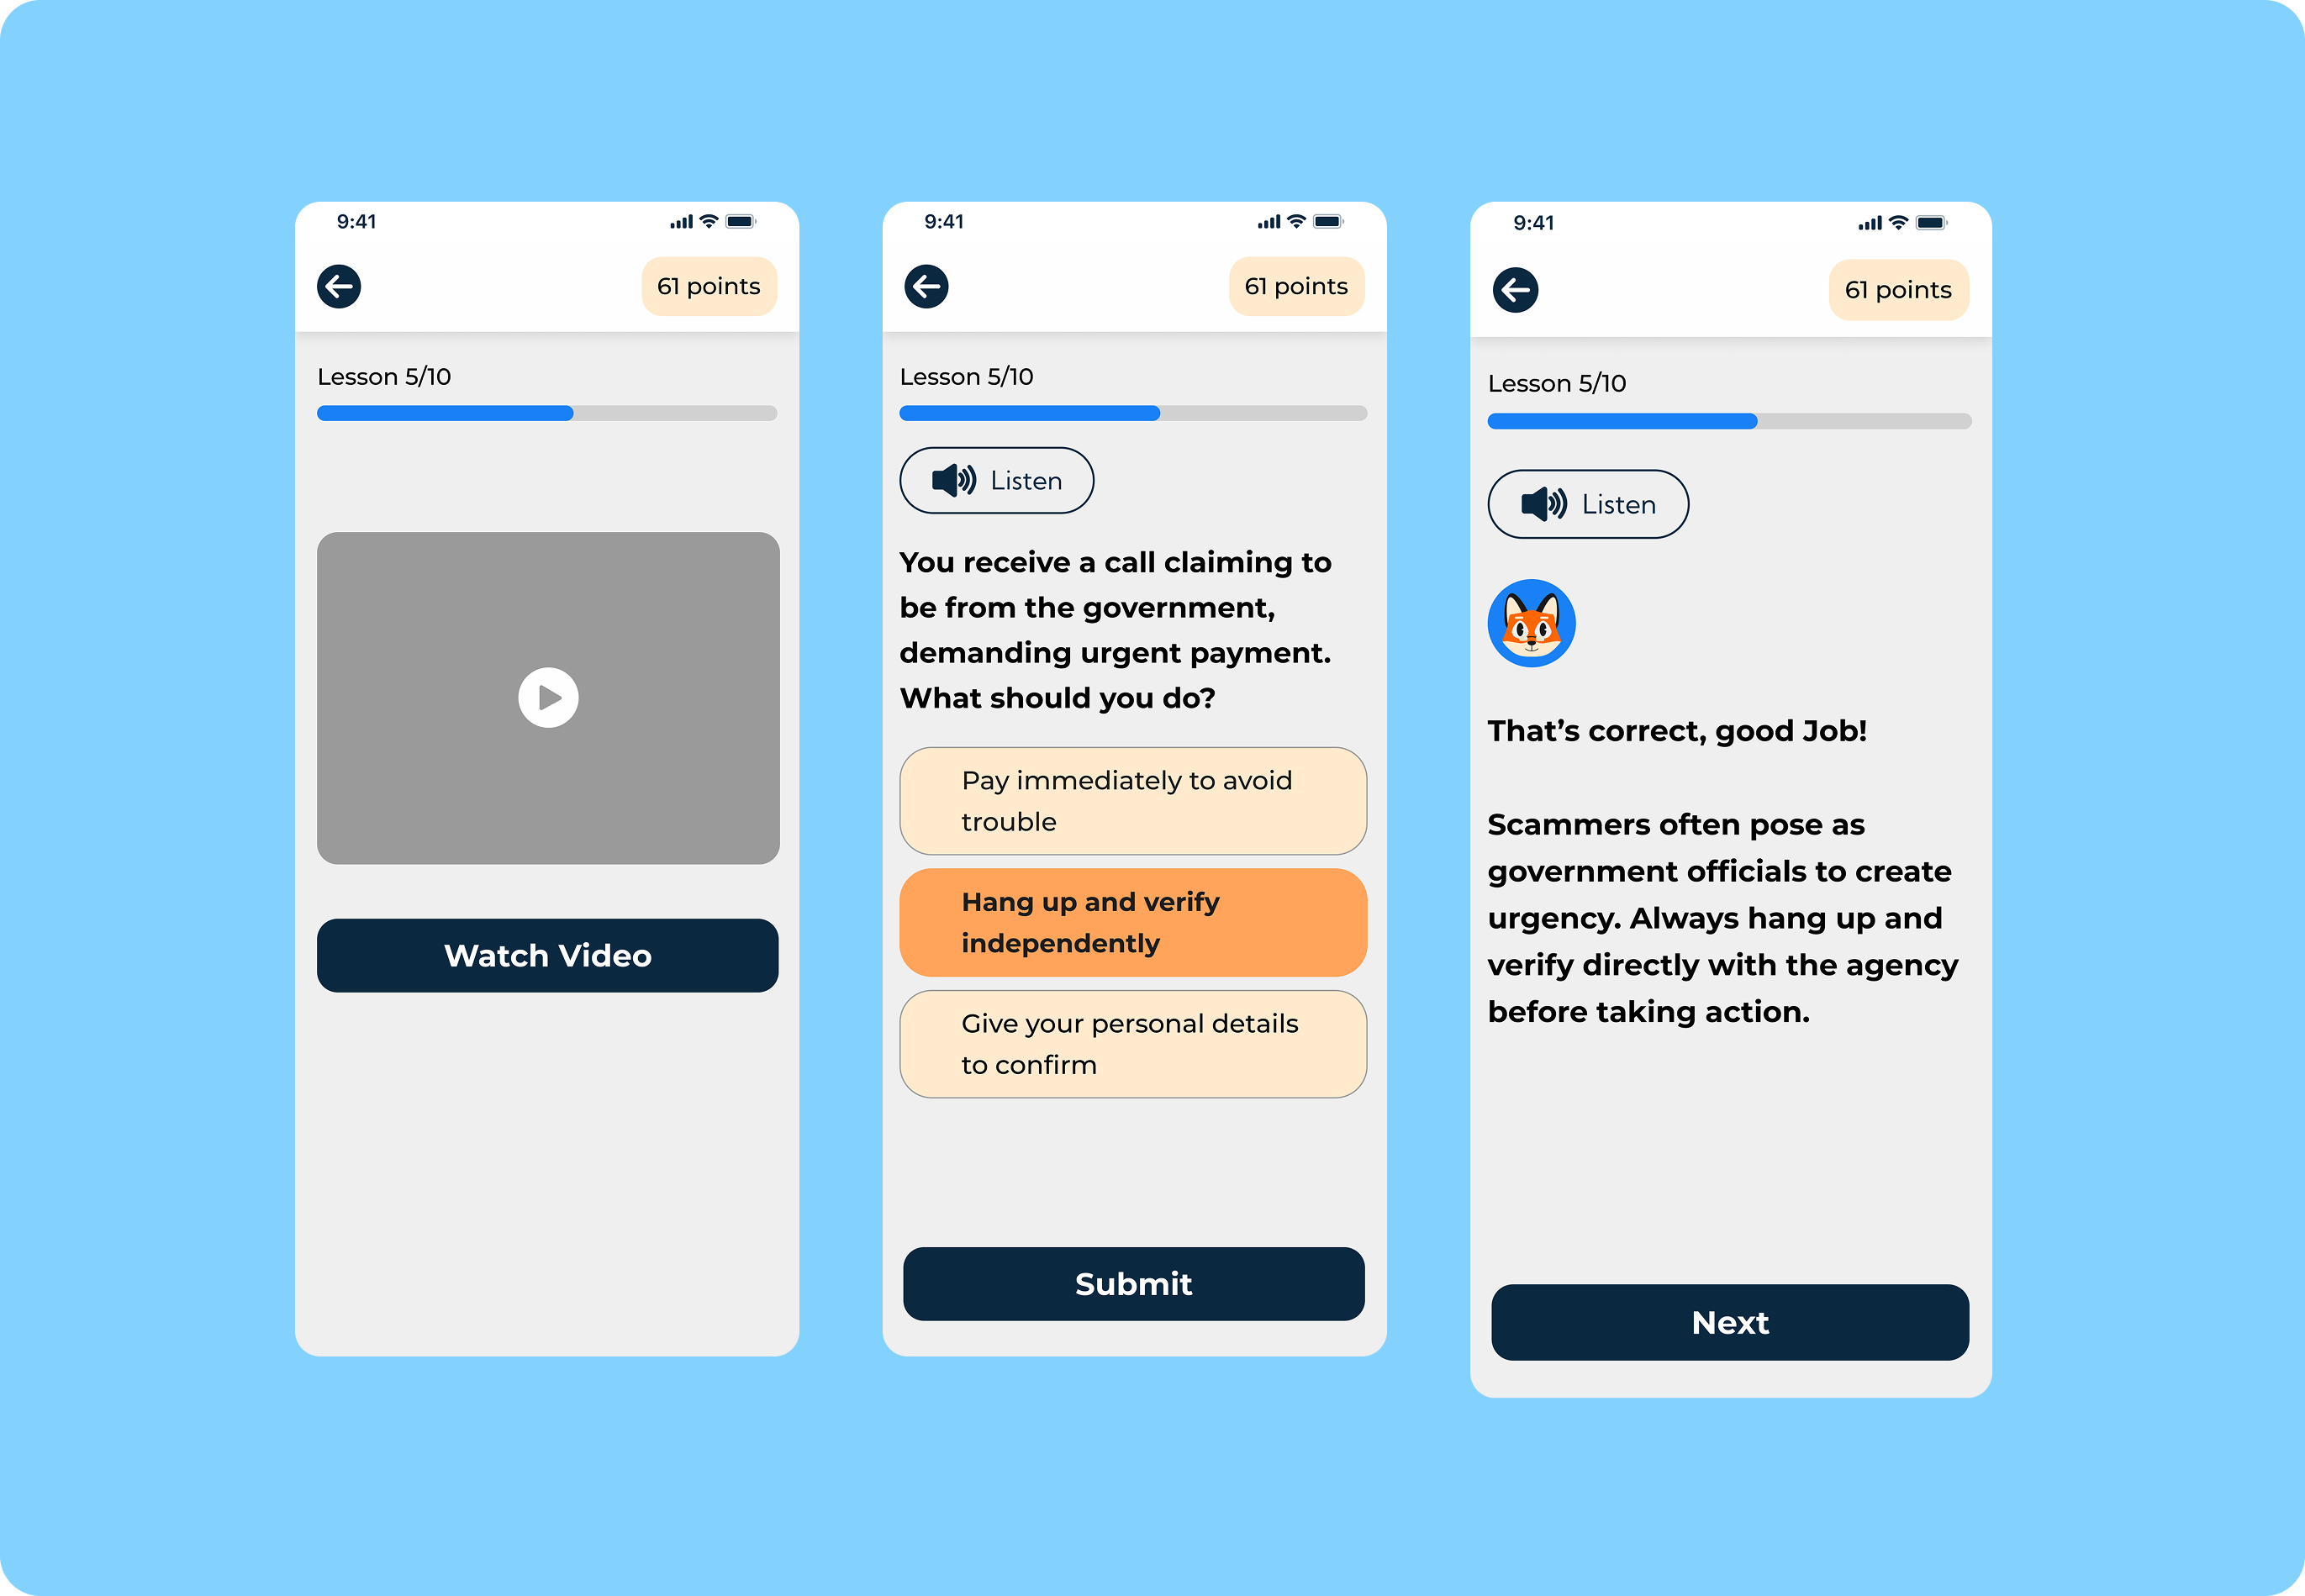 9:41
61 points
Lesson 5/10
Watch Video
9:41
61 points
Lesson 5/10
Listen
You receive a call claiming to
be from the government,
demanding urgent payment.
What should you do?
Pay immediately to avoid
trouble
Hang up and verify
independently
Give your personal details
to confirm
Submit
9:41
61 points
Lesson 5/10
Listen
That’s correct, good Job!
Scammers often pose as
government officials to create
urgency. Always hang up and
verify directly with the agency
before taking action.
Next